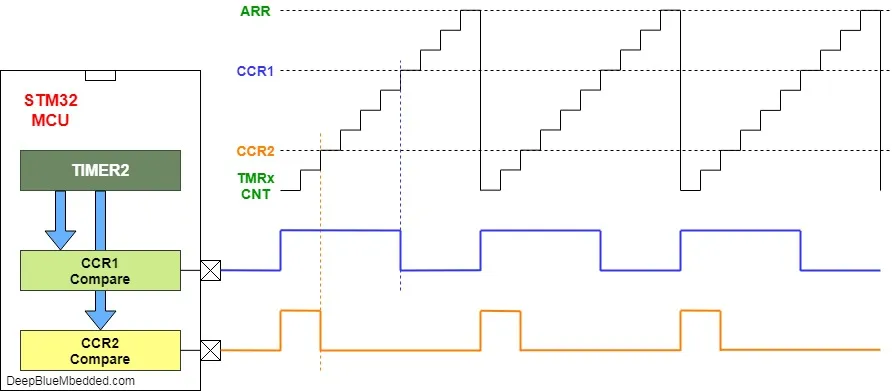 ARR
CCR1
CCR2
TMRx
CNT
STM32
MCU
TIMER2
CCR1
Compare
CCR2
Compare
DeepBlueMbedded.com